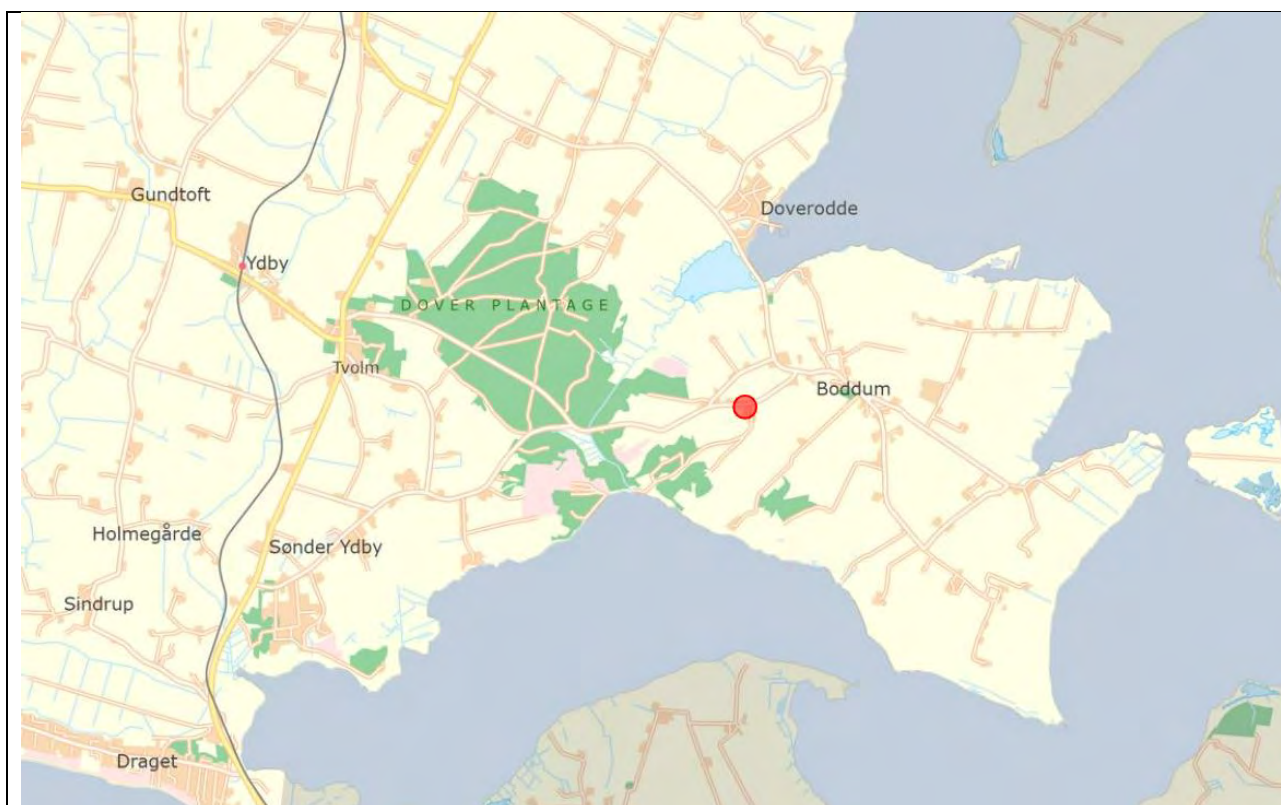 Gundtoft
Doverodde
Ydby
DOVER PLANTAGE
Tvolm
Boddum
Holmegårde
Sønder Ydby
Sindrup
Draget